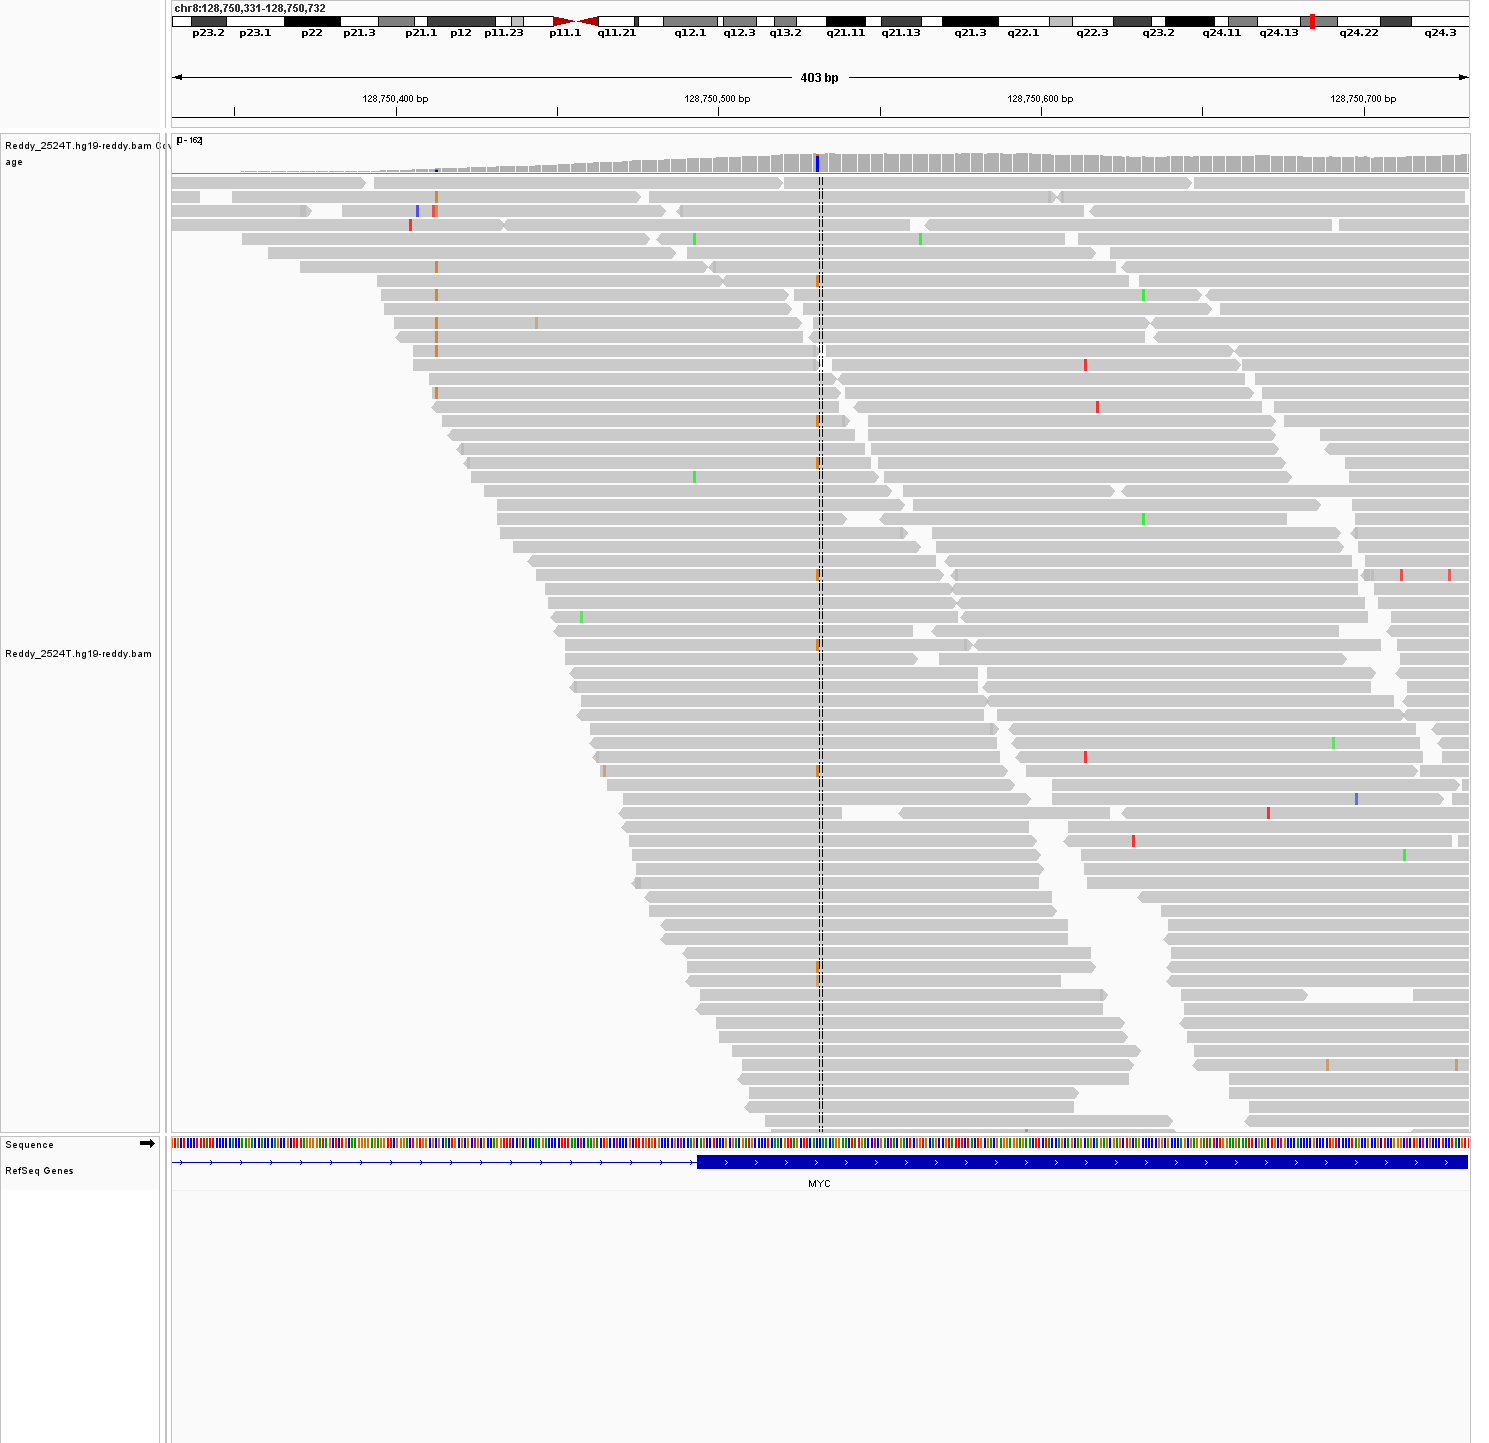 chr8:128,750,331-128,750,732
p23.2 p23.1 p22 p21.3 p21.1 p12 p11.23 p11.1 q11.21 q12.1 q12.3 q13.2 q21.11 q21.13 q21.3 q22.1 q22.3 q23.2 q24.11 q24.13 q24.22 q24.3
403 bp
128,750,400 bp 128,750,500 bp 128,750,600 bp 128,750,700 bp
Reddy_2524T.hg19-reddy.bam Cov
age
[0 - 162]
Reddy_2524T.hg19-reddy.bam
Sequence
RefSeq Genes
MYC